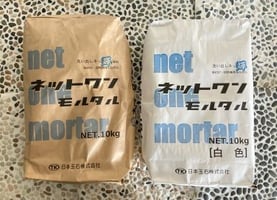 net
one
mortar
ネットワン
モルタル
NET.10kg
日本玉石株式会社
net
one
mortar
ネットワン
モルタル
NET.10kg
[白 色]
日本玉石株式会社